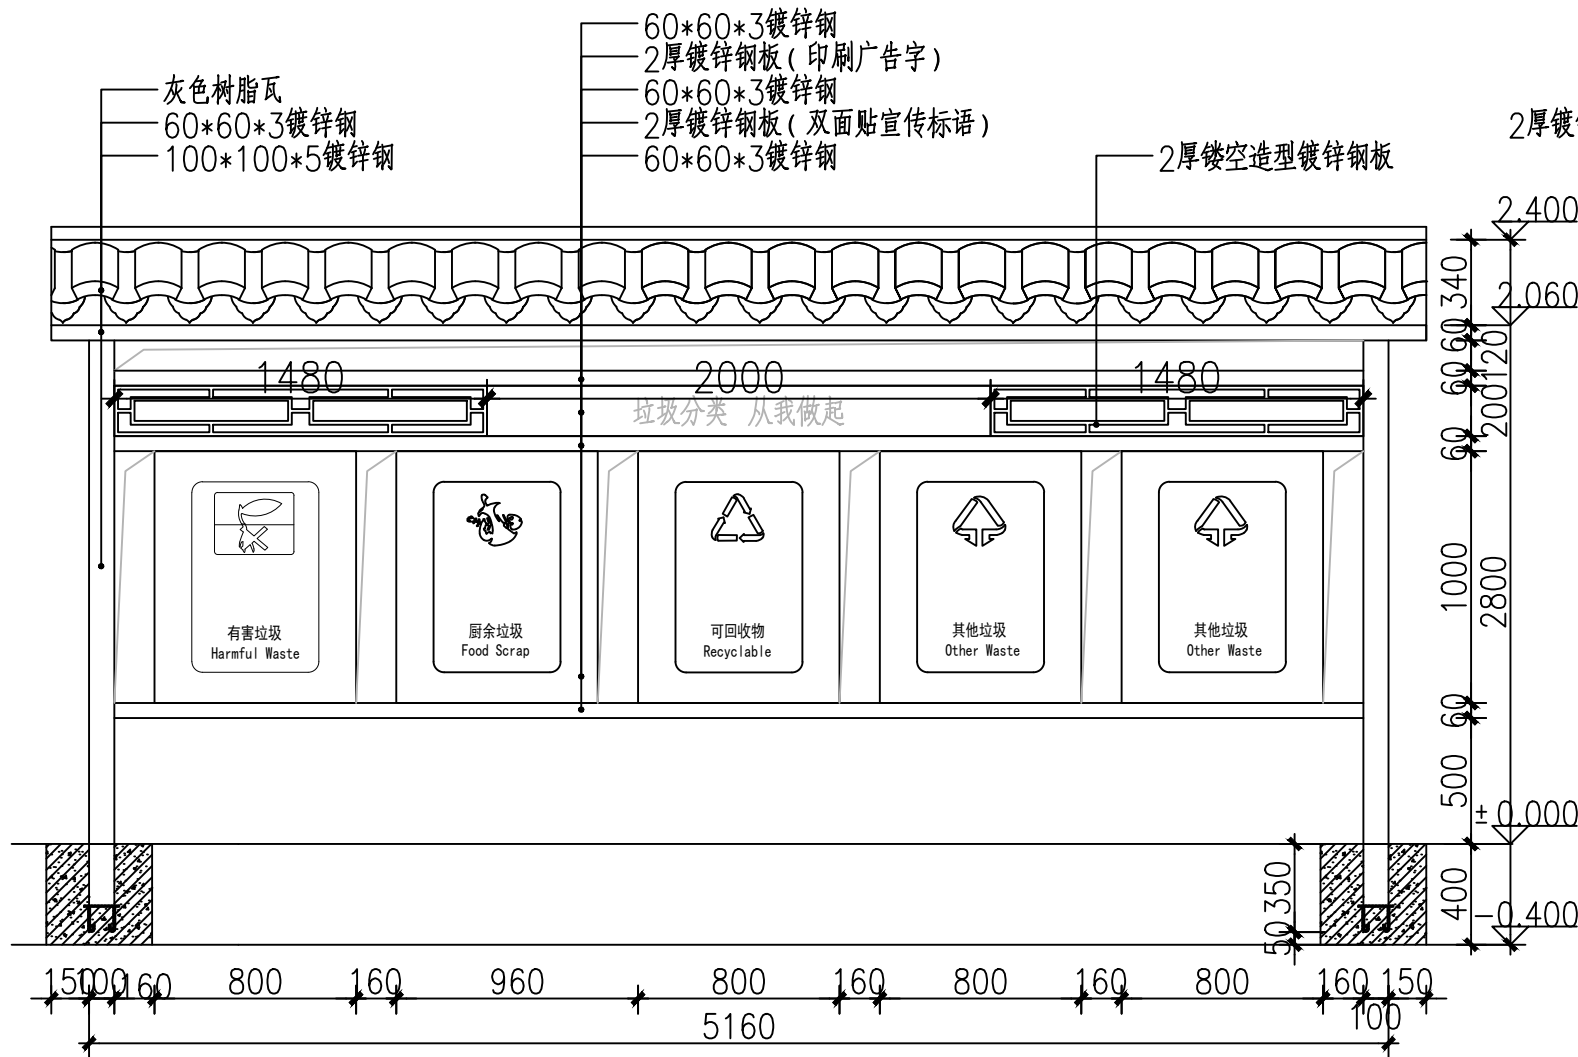 60*60*3镀锌钢
2厚镀锌钢板(印刷广告字)
60*60*3镀锌钢
2厚镀锌钢板(双面贴宣传标语)
60*60*3镀锌钢
灰色树脂瓦
60*60*3镀锌钢
100*100*5镀锌钢
2厚镂空造型镀锌钢板
2厚镀
2.400
340
2.060
60
120
60
200
60
1000
2800
60
500
±0.000
400
-0.400
1480
2000
1480
垃圾分类 从我做起
有害垃圾
Harmful Waste
厨余垃圾
Food Scrap
可回收物
Recyclable
其他垃圾
Other Waste
其他垃圾
Other Waste
350
50
150 100 160 800 160 960 800 160 800 160 800 160 150
100
5160